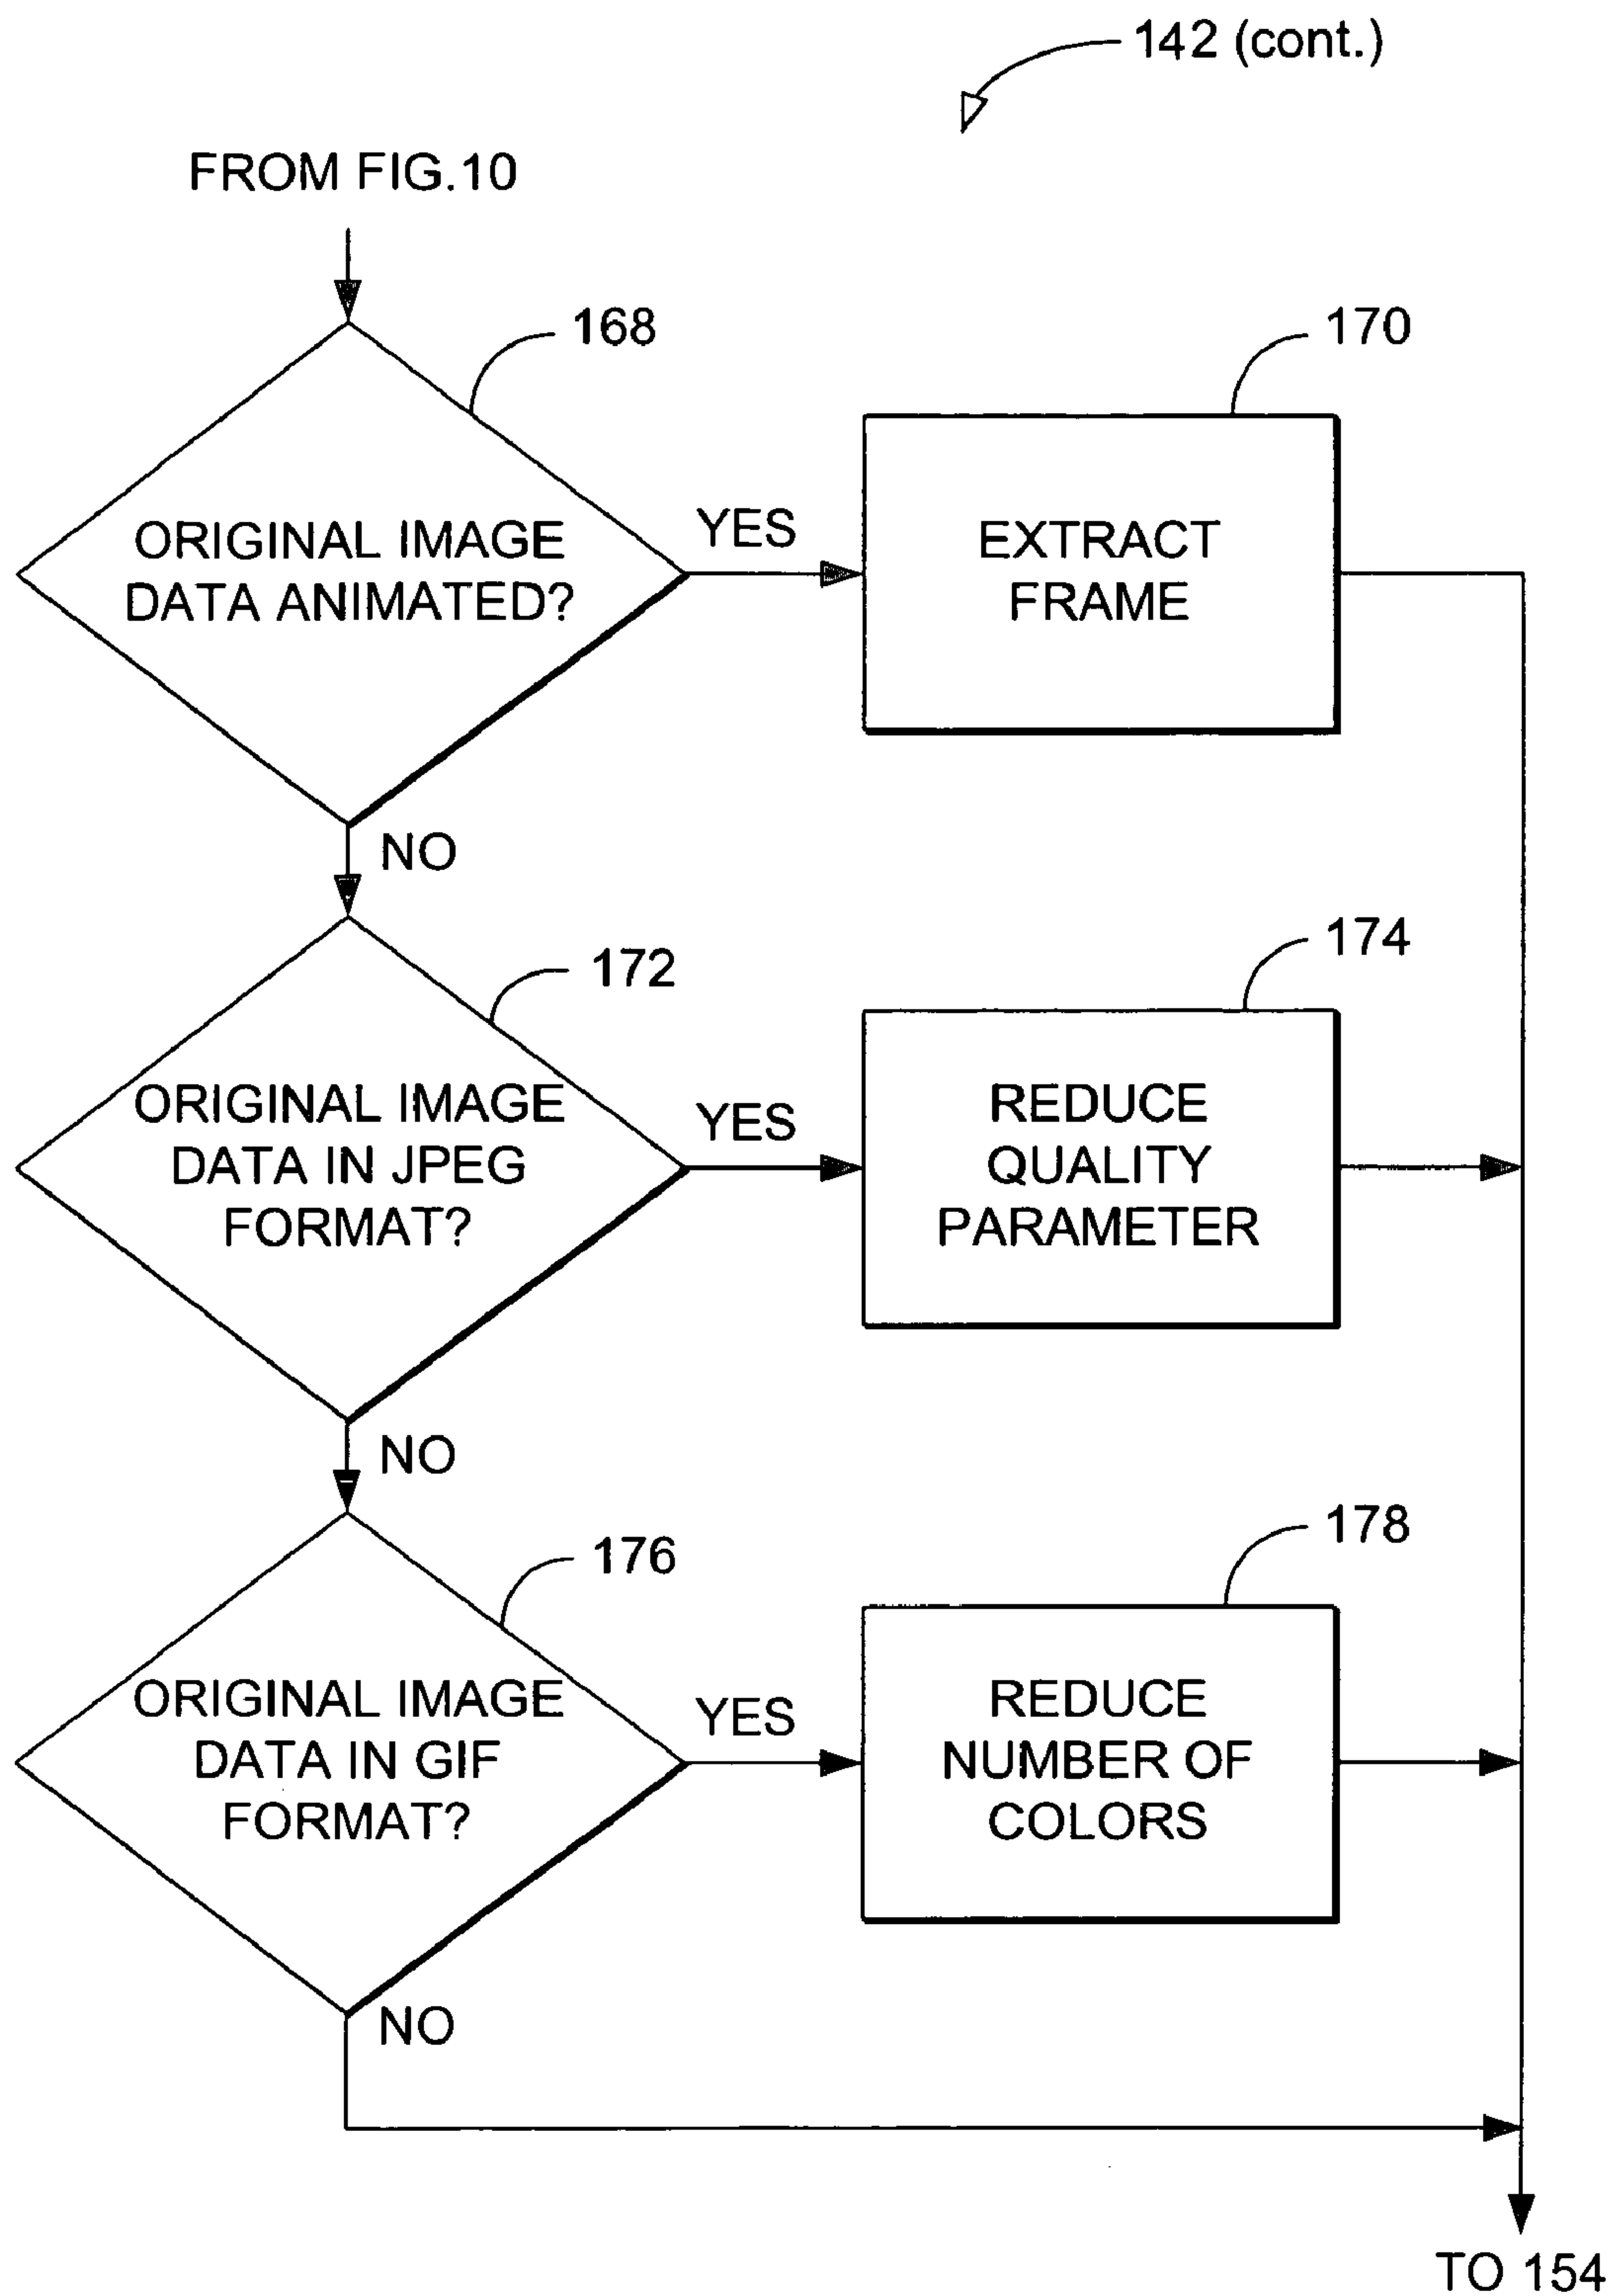 142 (cont.)
FROM FIG.10
168
170
ORIGINAL IMAGE
DATA ANIMATED?
YES
EXTRACT
FRAME
NO
172
174
ORIGINAL IMAGE
DATA IN JPEG
FORMAT?
YES
REDUCE
QUALITY
PARAMETER
NO
176
178
ORIGINAL IMAGE
DATA IN GIF
FORMAT?
YES
REDUCE
NUMBER OF
COLORS
NO
TO 154